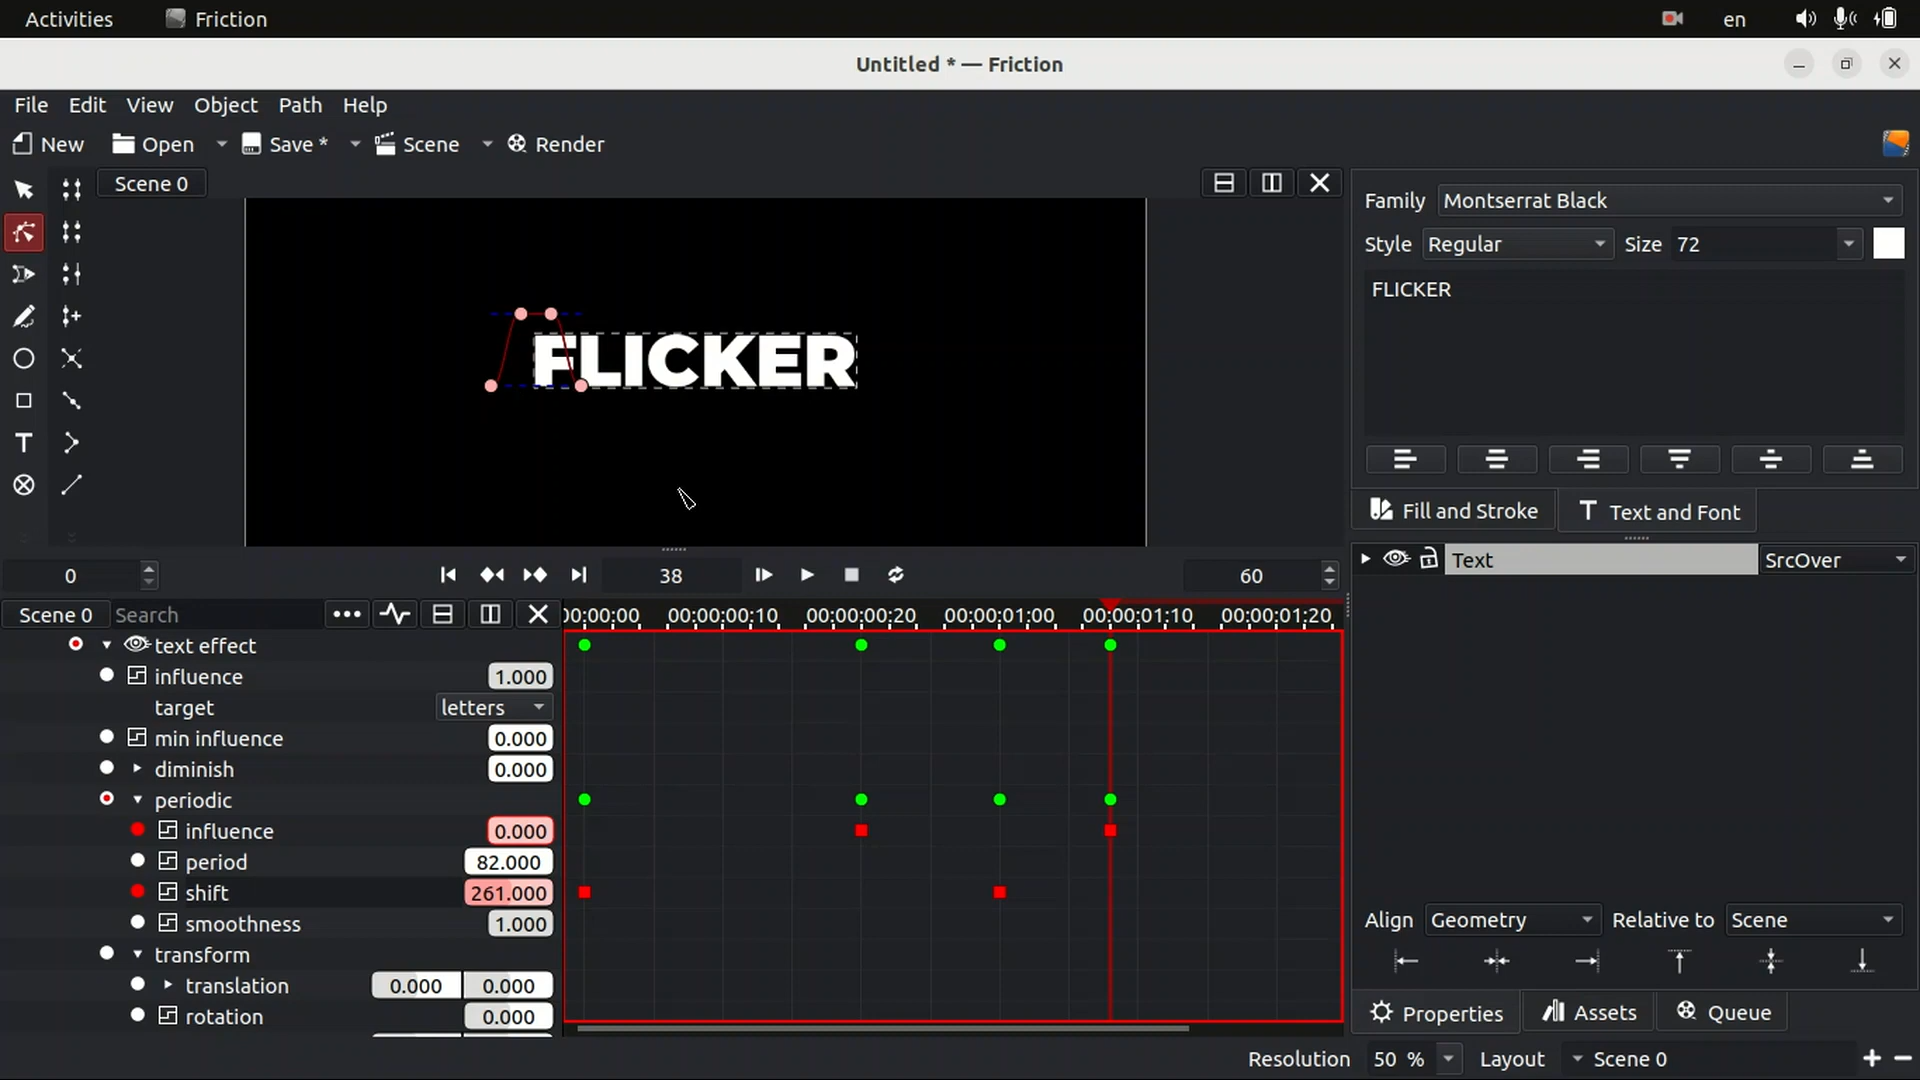 Activities Friction en
Untitled * — Friction
File Edit View Object Path Help
New Open Save * Scene Render
Scene 0
Family Montserrat Black
Style Regular Size 72
FLICKER
FLICKER
Fill and Stroke T Text and Font
0 38 60
Text SrcOver
Scene 0 Search 00:00:00 00:00:00:10 00:00:00:20 00:00:01:00 00:00:01:10 00:00:01:20
text effect
influence 1.000
target letters
min influence 0.000
diminish 0.000
periodic
influence 0.000
period 82.000
shift 261.000
smoothness 1.000
transform
translation 0.000 0.000
rotation 0.000
Align Geometry Relative to Scene
Properties Assets Queue
Resolution 50 % Layout Scene 0